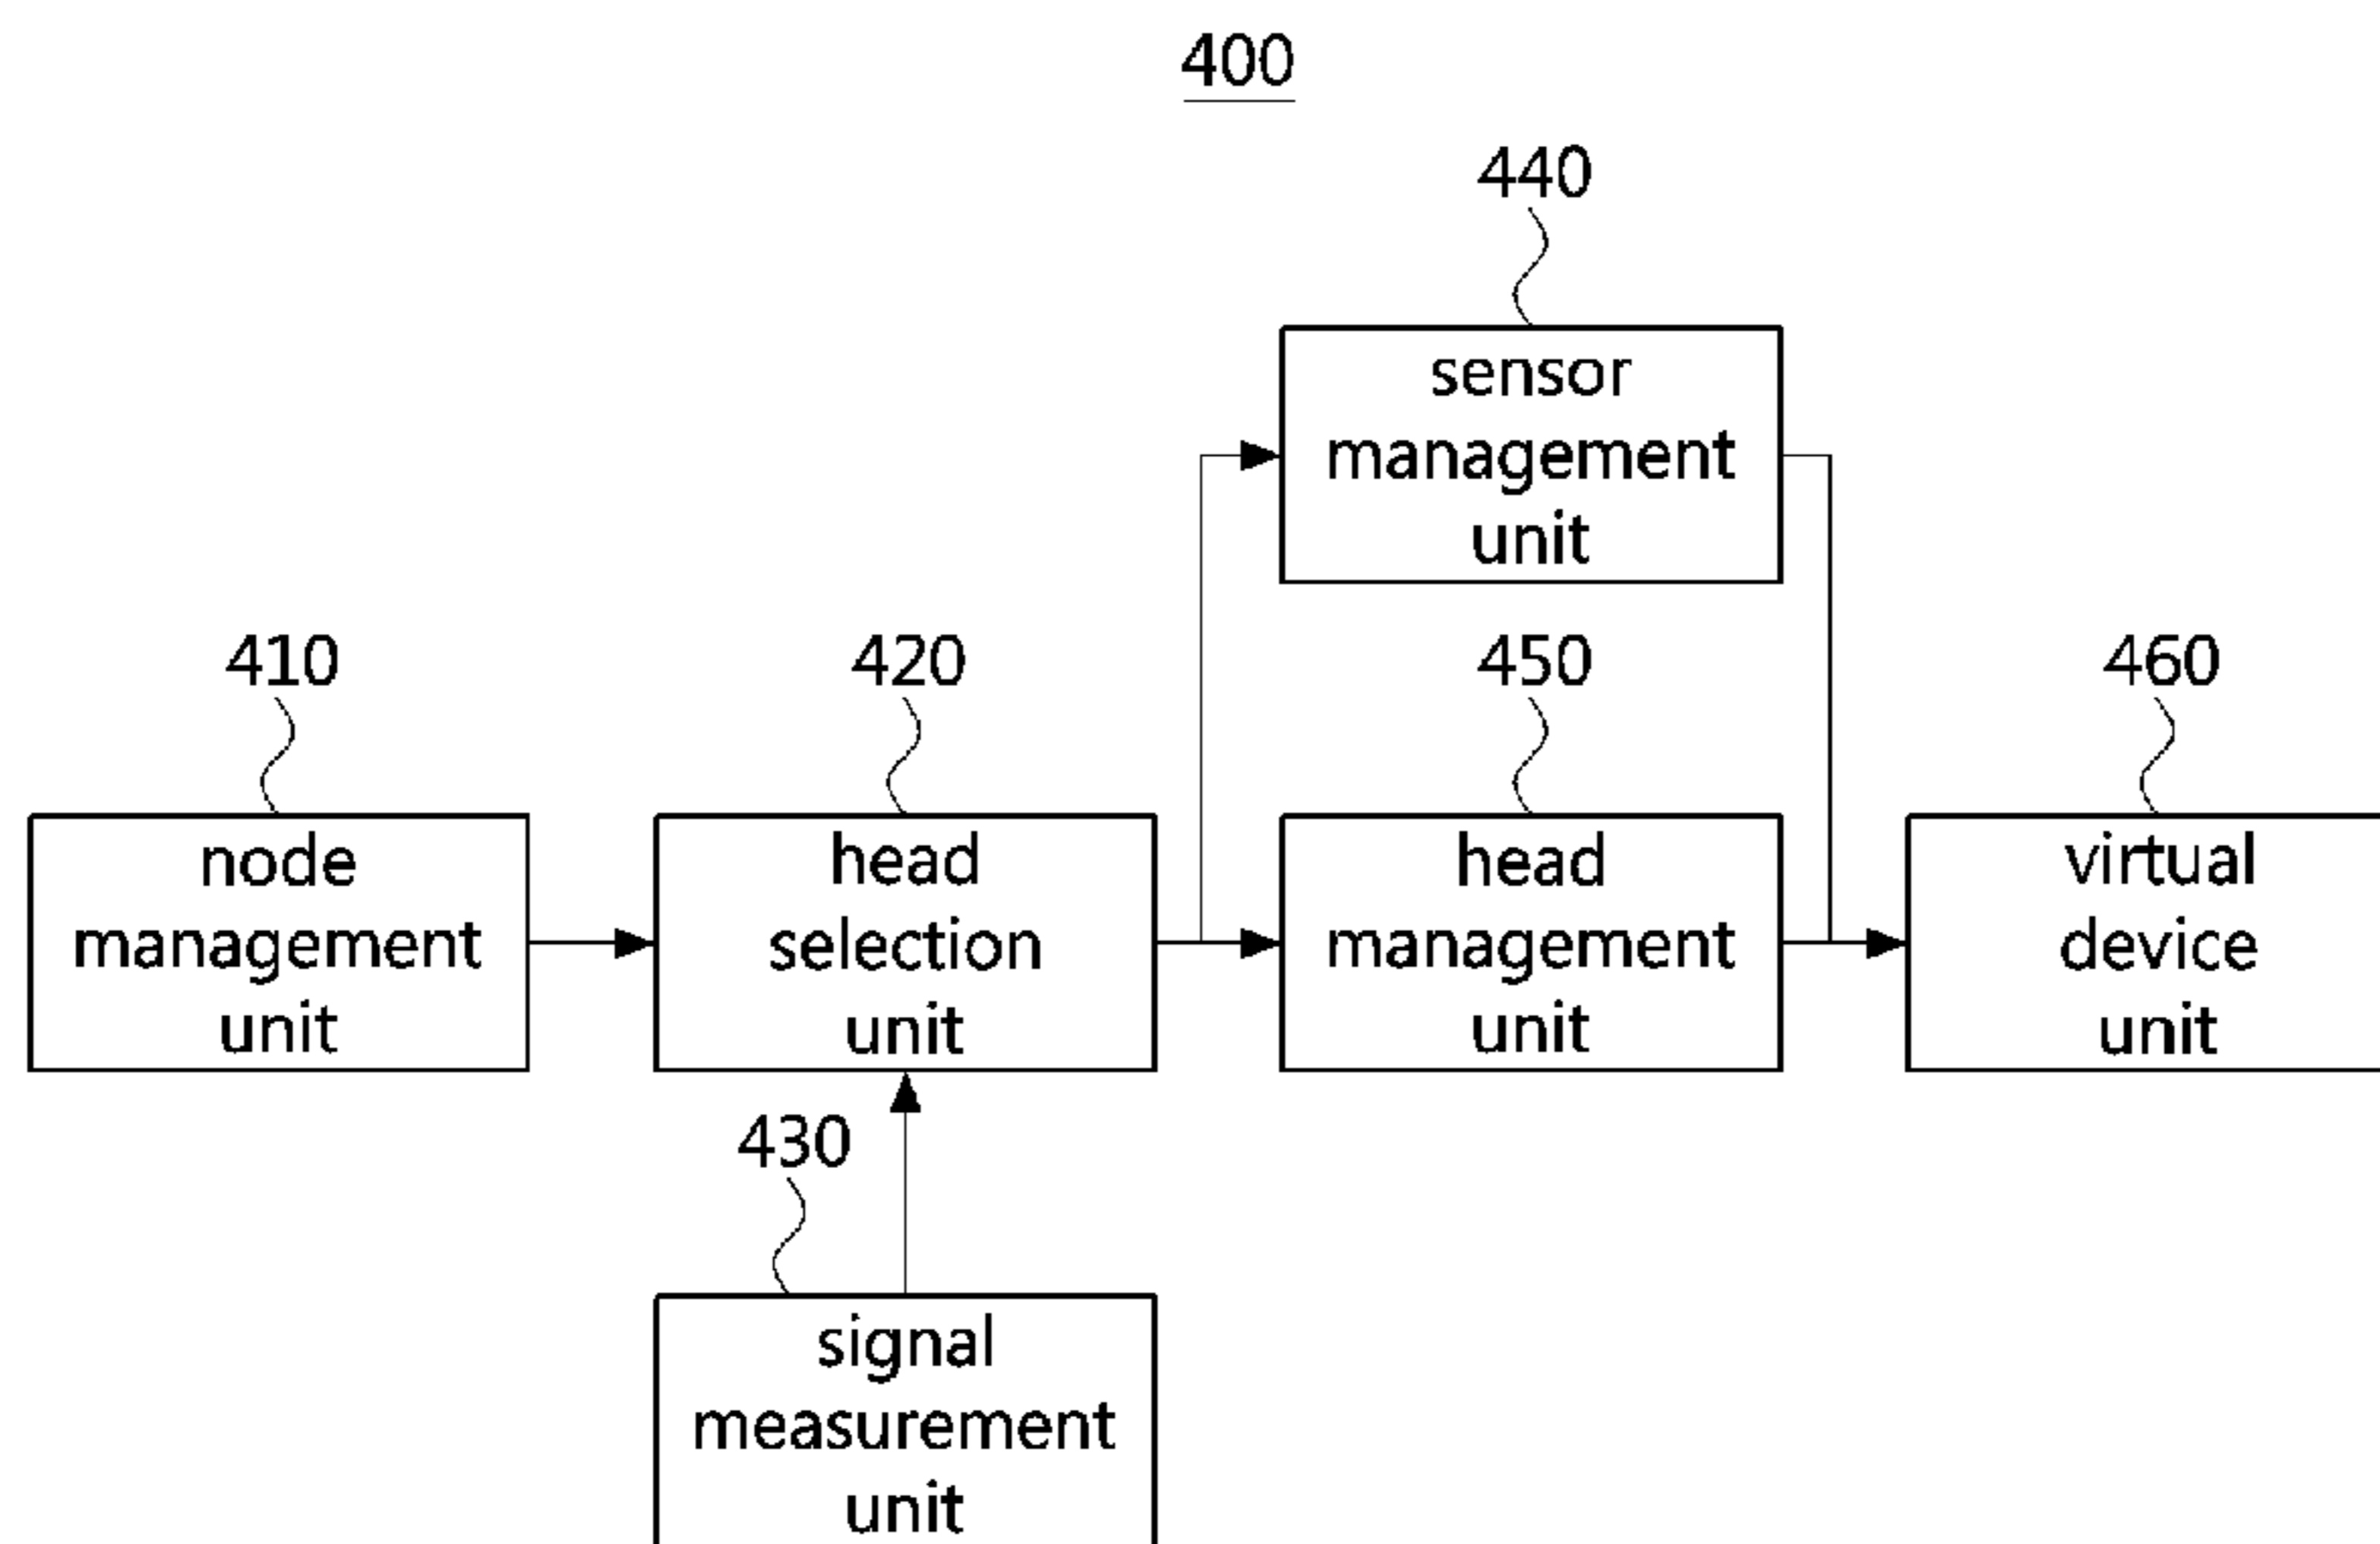 400
440
sensor
management
unit
410
420
450
460
node
management
unit
head
selection
unit
head
management
unit
virtual
device
unit
430
signal
measurement
unit